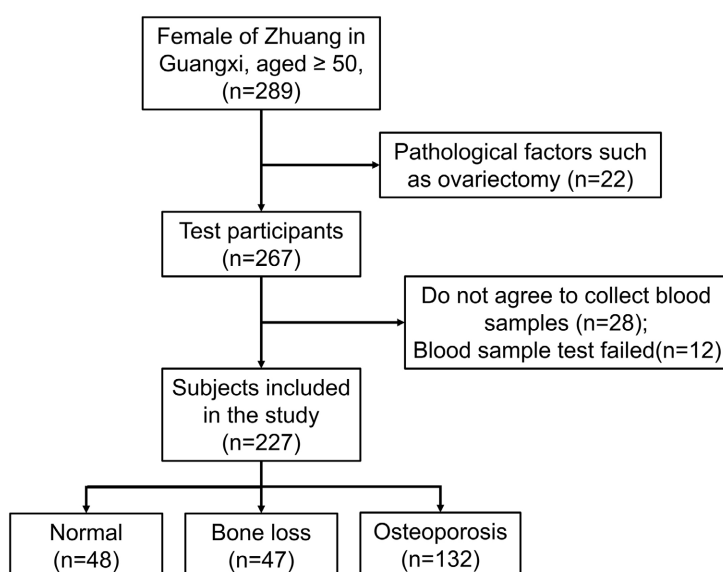 Female of Zhuang in
Guangxi, aged ≥ 50,
(n=289)
Pathological factors such
as ovariectomy (n=22)
Test participants
(n=267)
Do not agree to collect blood
samples (n=28);
Blood sample test failed(n=12)
Subjects included
in the study
(n=227)
Normal
(n=48)
Bone loss
(n=47)
Osteoporosis
(n=132)